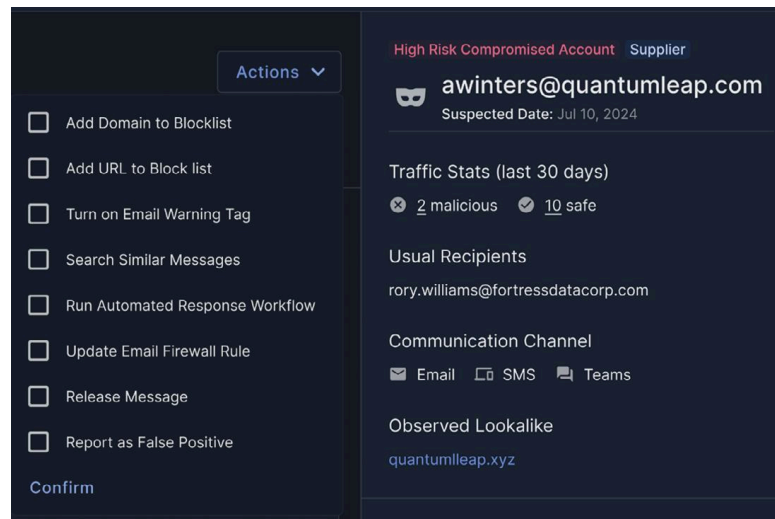 Actions
Add Domain to Blocklist
Add URL to Block list
Turn on Email Warning Tag
Search Similar Messages
Run Automated Response Workflow
Update Email Firewall Rule
Release Message
Report as False Positive
Confirm
High Risk Compromised Account Supplier
awinters@quantumleap.com
Suspected Date: Jul 10, 2024
Traffic Stats (last 30 days)
2 malicious 10 safe
Usual Recipients
rory.williams@fortressdatacorp.com
Communication Channel
Email SMS Teams
Observed Lookalike
quantumlleap.xyz